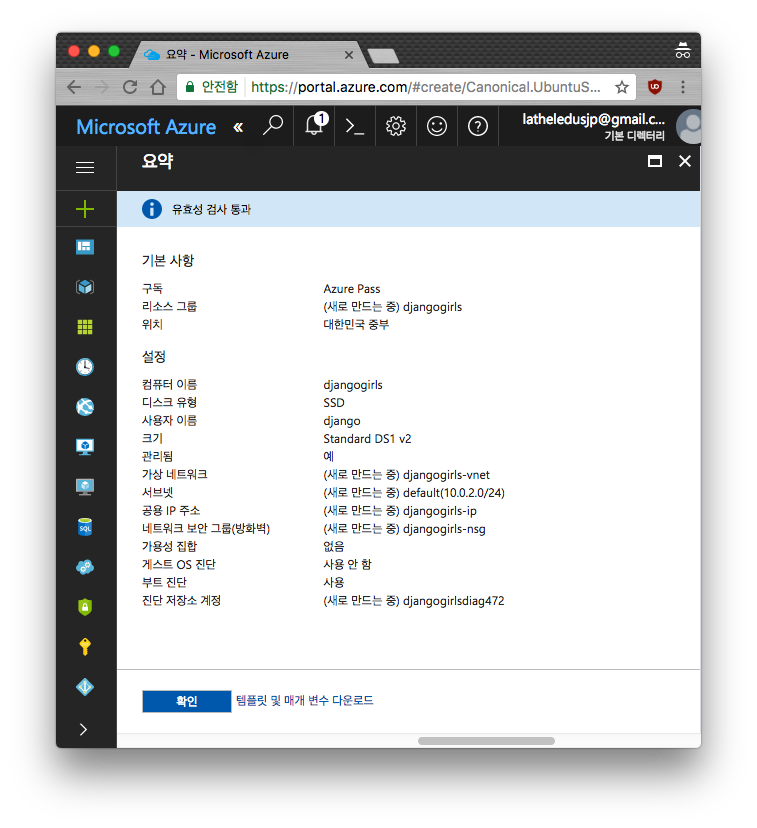 요약 - Microsoft Azure
안전함 https://portal.azure.com/#create/Canonical.UbuntuS...
Microsoft Azure « 1 latheledusjp@gmail.c...
기본 디렉터리
요약
유효성 검사 통과
기본 사항
구독 Azure Pass
리소스 그룹 (새로 만드는 중) djangogirls
위치 대한민국 중부
설정
컴퓨터 이름 djangogirls
디스크 유형 SSD
사용자 이름 django
크기 Standard DS1 v2
관리됨 예
가상 네트워크 (새로 만드는 중) djangogirls-vnet
서브넷 (새로 만드는 중) default(10.0.2.0/24)
공용 IP 주소 (새로 만드는 중) djangogirls-ip
네트워크 보안 그룹(방화벽) (새로 만드는 중) djangogirls-nsg
가용성 집합 없음
게스트 OS 진단 사용 안 함
부트 진단 사용
진단 저장소 계정 (새로 만드는 중) djangogirlsdiag472
SQL
확인 템플릿 및 매개 변수 다운로드